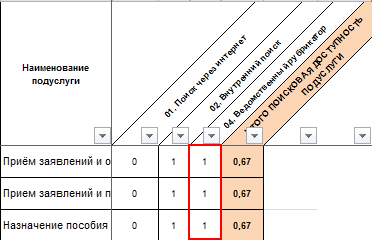 Наименование
подуслуги
01. Поиск через интернет
02. Внутренний поиск
04. Ведомственный рубрикатор
ИТОГО ПОИСКОВАЯ ДОСТУПНОСТЬ
ПОДУСЛУГИ
Приём заявлений и о 0 1 1 0,67
Прием заявлений и п 0 1 1 0,67
Назначение пособия 0 1 1 0,67